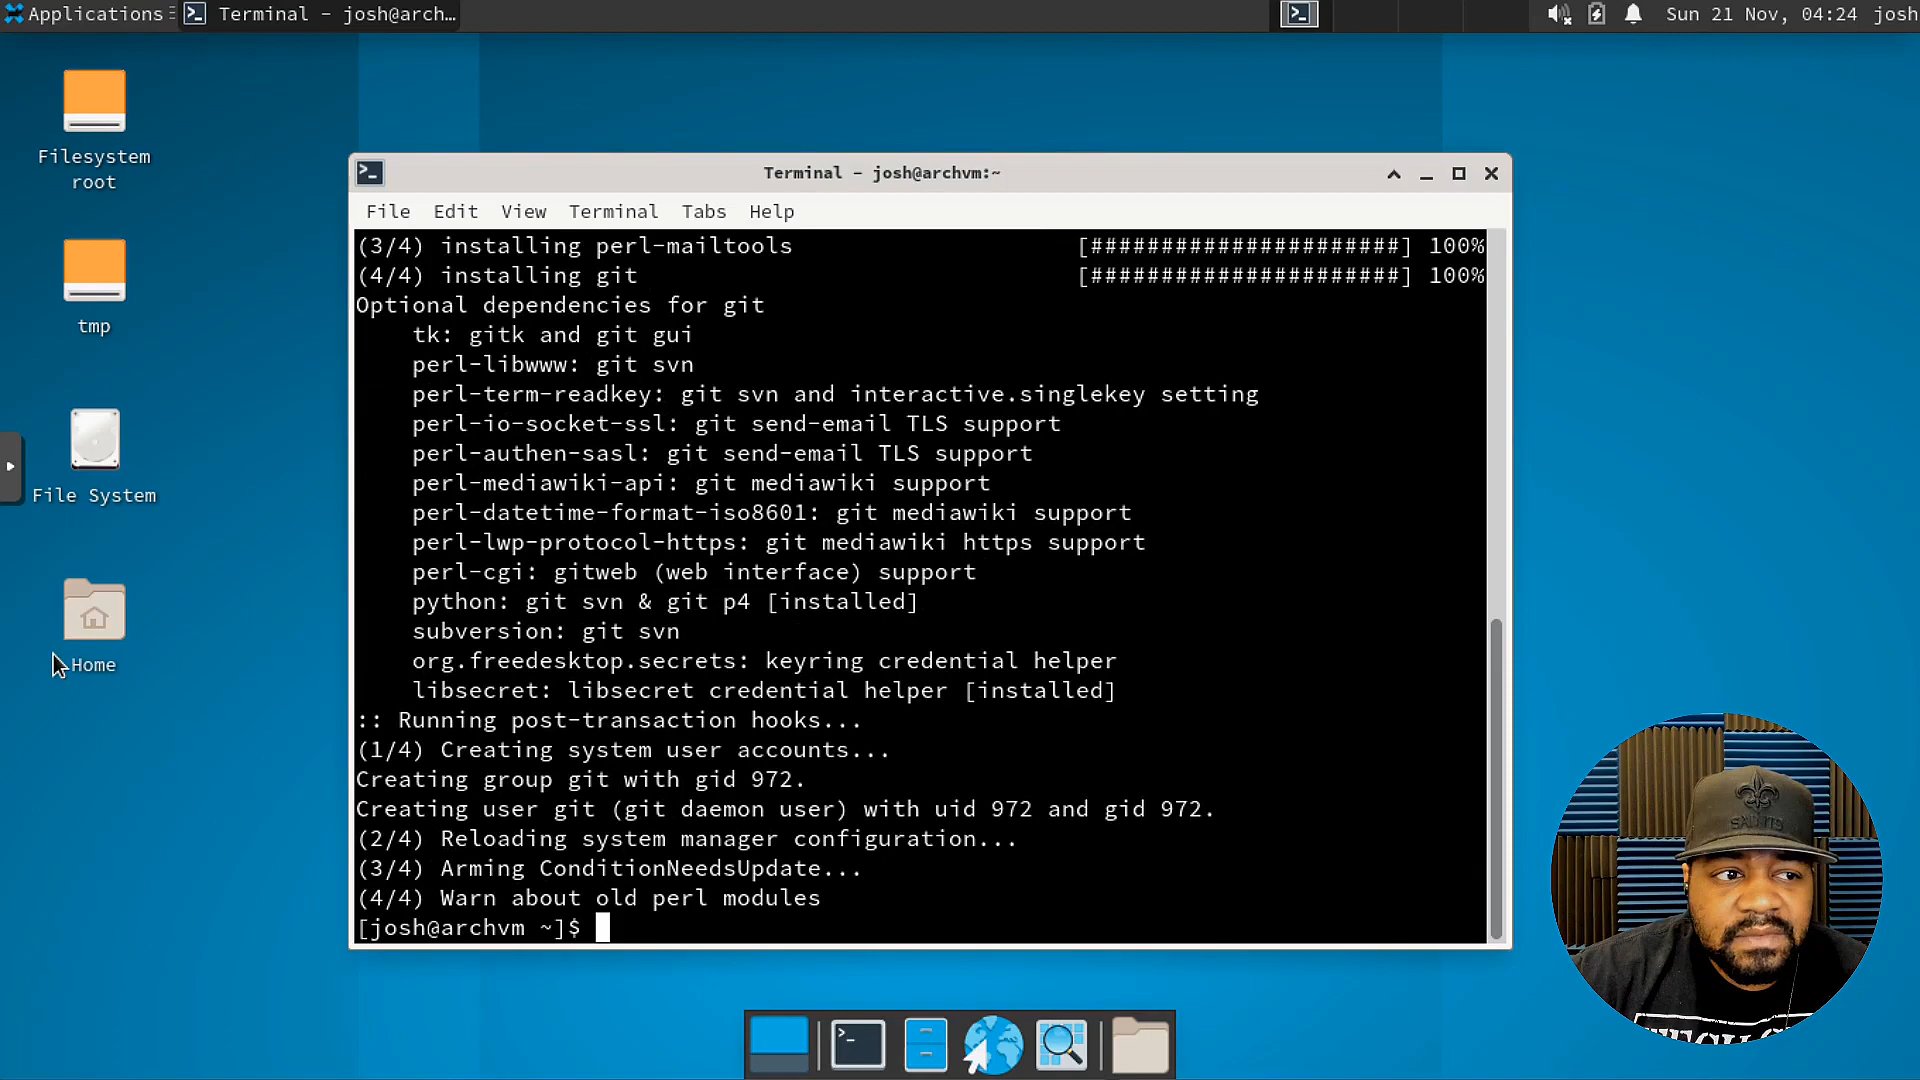 Applications
Terminal - josh@arch...
Sun 21 Nov, 04:24
josh
Filesystem
root
tmp
File System
Home
Terminal - josh@archvm:~
File
Edit
View
Terminal
Tabs
Help
(3/4) installing perl-mailtools [######################] 100%
(4/4) installing git [######################] 100%
Optional dependencies for git
tk: gitk and git gui
perl-libwww: git svn
perl-term-readkey: git svn and interactive.singlekey setting
perl-io-socket-ssl: git send-email TLS support
perl-authen-sasl: git send-email TLS support
perl-mediawiki-api: git mediawiki support
perl-datetime-format-iso8601: git mediawiki support
perl-lwp-protocol-https: git mediawiki https support
perl-cgi: gitweb (web interface) support
python: git svn & git p4 [installed]
subversion: git svn
org.freedesktop.secrets: keyring credential helper
libsecret: libsecret credential helper [installed]
:: Running post-transaction hooks...
(1/4) Creating system user accounts...
Creating group git with gid 972.
Creating user git (git daemon user) with uid 972 and gid 972.
(2/4) Reloading system manager configuration...
(3/4) Arming ConditionNeedsUpdate...
(4/4) Warn about old perl modules
[josh@archvm ~]$
SAINTS